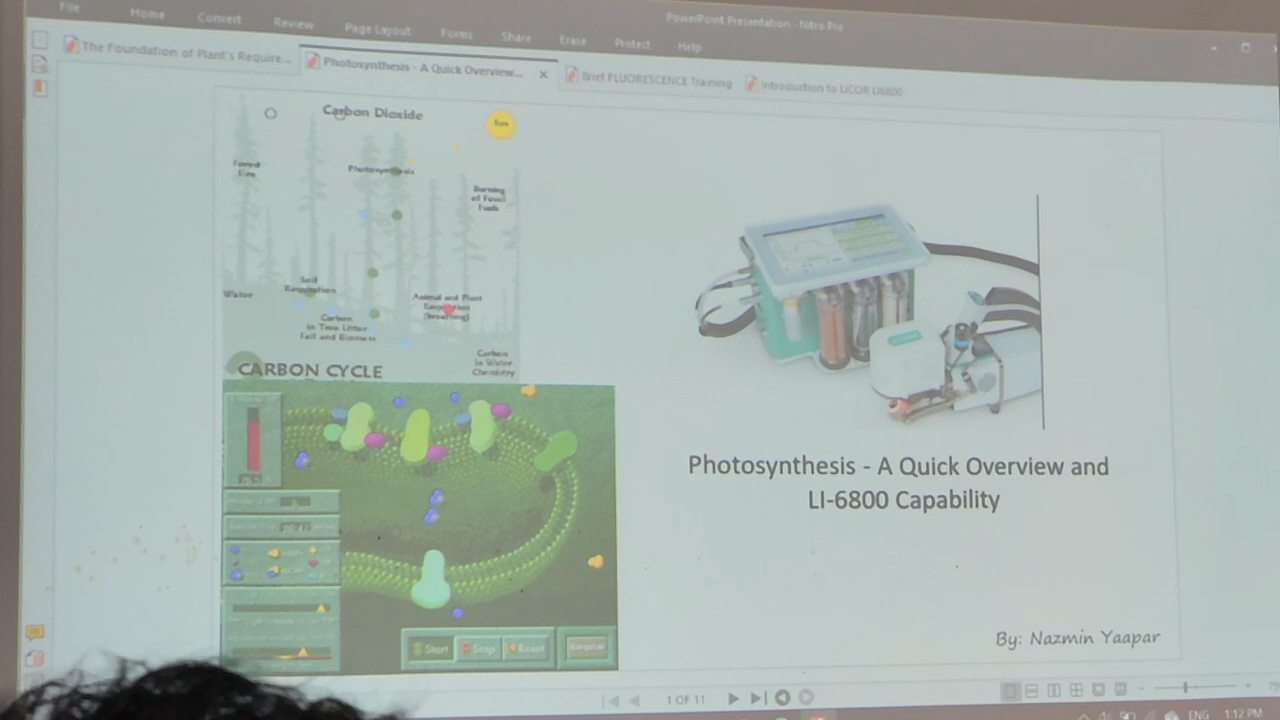 PowerPoint Presentation - Nitro Pro
File Home Convert Review Page Layout Forms Share Erase Protect Help
The Foundation of Plant's Require...
Photosynthesis - A Quick Overview...
Brief FLUORESCENCE Training
Introduction to LiCOR LI6800
Carbon Dioxide
Sun
Forest
Fire
Photosynthesis
Burning
of Fossil
Fuels
Soil
Respiration
Water
Animal and Plant
Respiration
(breathing)
Carbon
in Tree Litter
Fall and Biomass
Carbon
in Water
Chemistry
CARBON CYCLE
Start Stop Reset Navigator
Photosynthesis - A Quick Overview and
LI-6800 Capability
By: Nazmin Yaapar
1 OF 11
ENG 1:12 PM